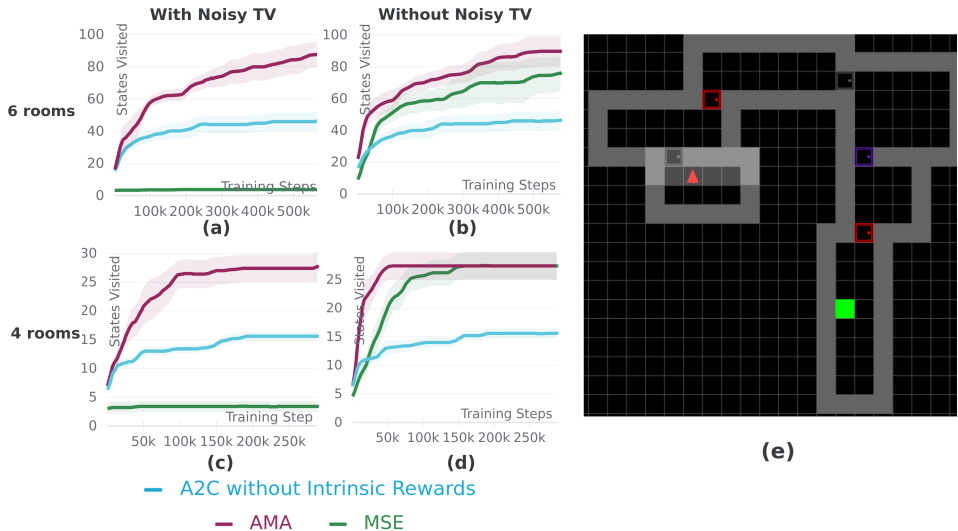 With Noisy TV
Without Noisy TV
6 rooms
States Visited
100
80
60
40
20
0
Training Steps
100k 200k 300k 400k 500k
(a)
States Visited
100
80
60
40
20
0
Training Steps
100k 200k 300k 400k 500k
(b)
4 rooms
States Visited
30
25
20
15
10
5
0
Training Step
50k 100k 150k 200k 250k
(c)
States Visited
25
20
15
10
5
0
Training Steps
50k 100k 150k 200k 250k
(d)
(e)
A2C without Intrinsic Rewards
AMA MSE